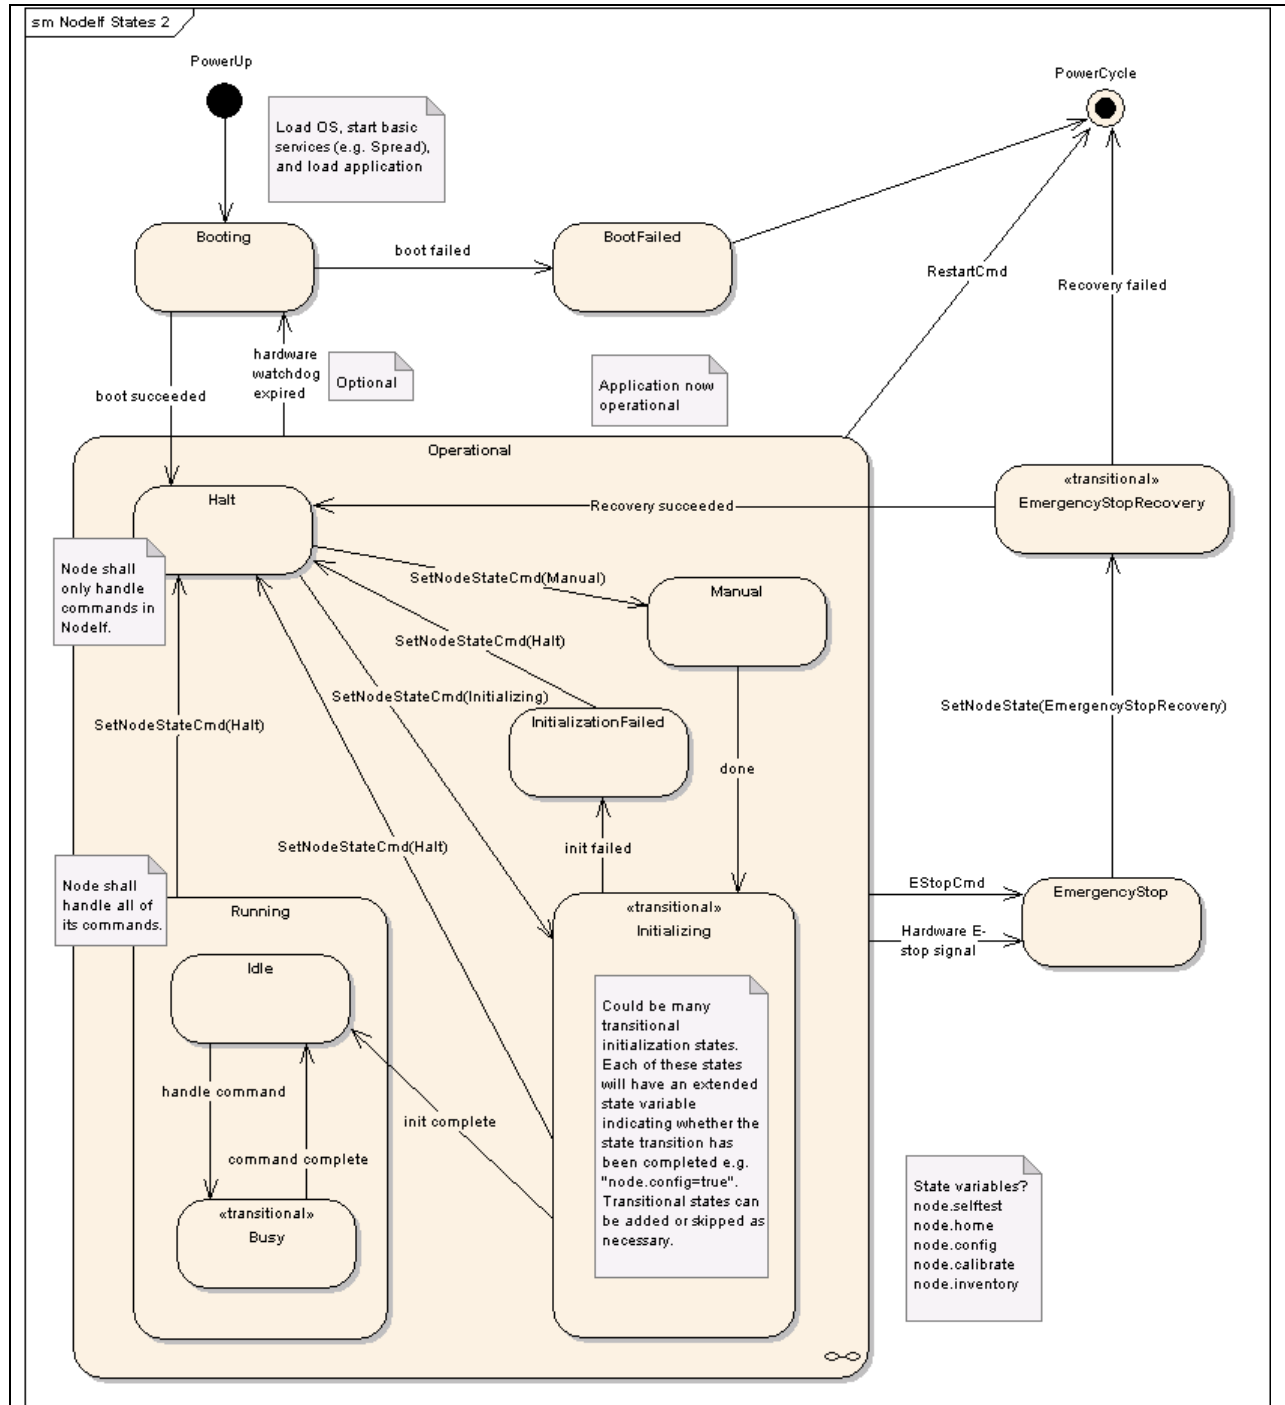 sm NodeIf States 2
PowerUp
PowerCycle
Load OS, start basic
services (e.g. Spread),
and load application
Booting
boot failed
BootFailed
RestartCmd
Recovery failed
hardware
watchdog
expired
Optional
Application now
operational
boot succeeded
Operational
Halt
Recovery succeeded
«transitional»
EmergencyStopRecovery
Node shall
only handle
commands in
NodeIf.
SetNodeStateCmd(Manual)
Manual
SetNodeStateCmd(Halt)
SetNodeStateCmd(Initializing)
SetNodeStateCmd(Halt)
InitializationFailed
SetNodeState(EmergencyStopRecovery)
done
SetNodeStateCmd(Halt)
init failed
Node shall
handle all of
its commands.
Running
«transitional»
Initializing
EStopCmd
Hardware E-
stop signal
EmergencyStop
Idle
Could be many
transitional
initialization states.
Each of these states
will have an extended
state variable
indicating whether the
state transition has
been completed e.g.
"node.config=true".
Transitional states can
be added or skipped as
necessary.
handle command
init complete
command complete
«transitional»
Busy
State variables?
node.selftest
node.home
node.config
node.calibrate
node.inventory